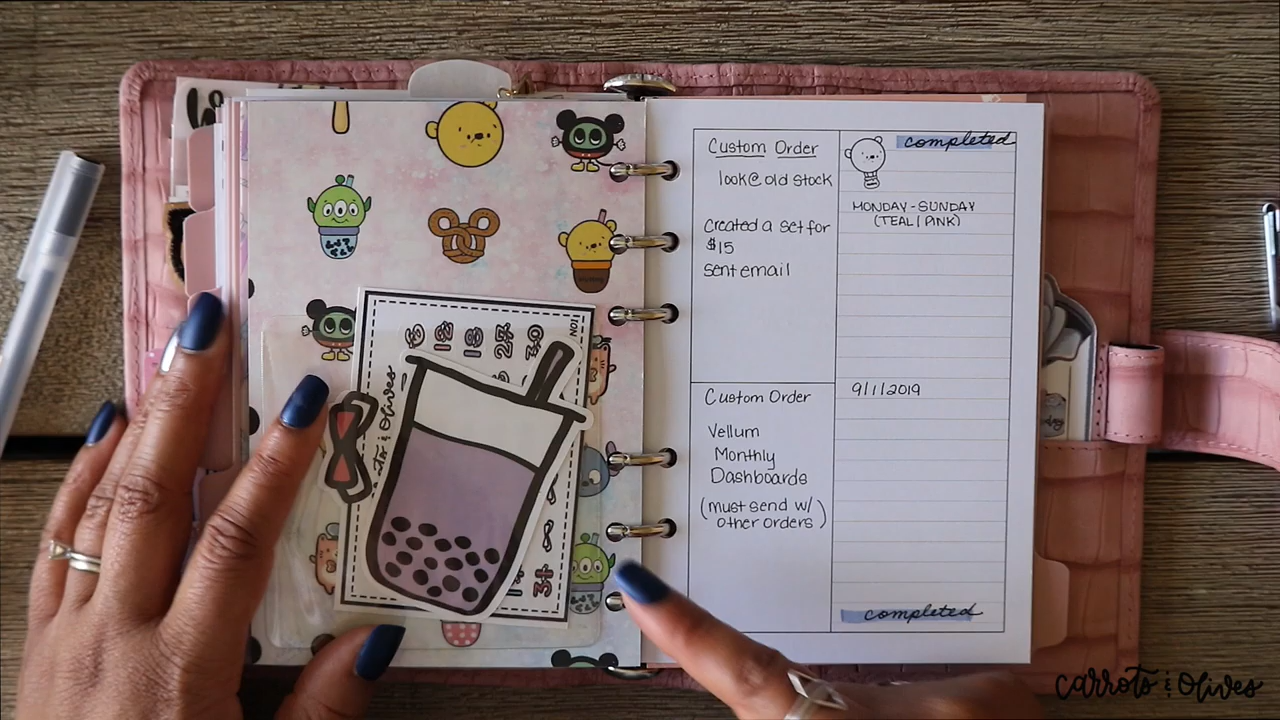 Custom Order
look@ old stock
created a set for
$15
sent email
completed
MONDAY - SUNDAY
(TEAL / PINK)
Custom Order
Vellum
Monthly
Dashboards
(must send w/
other orders)
9/1/2019
completed
NOV
& Olives
Carrots & Olives